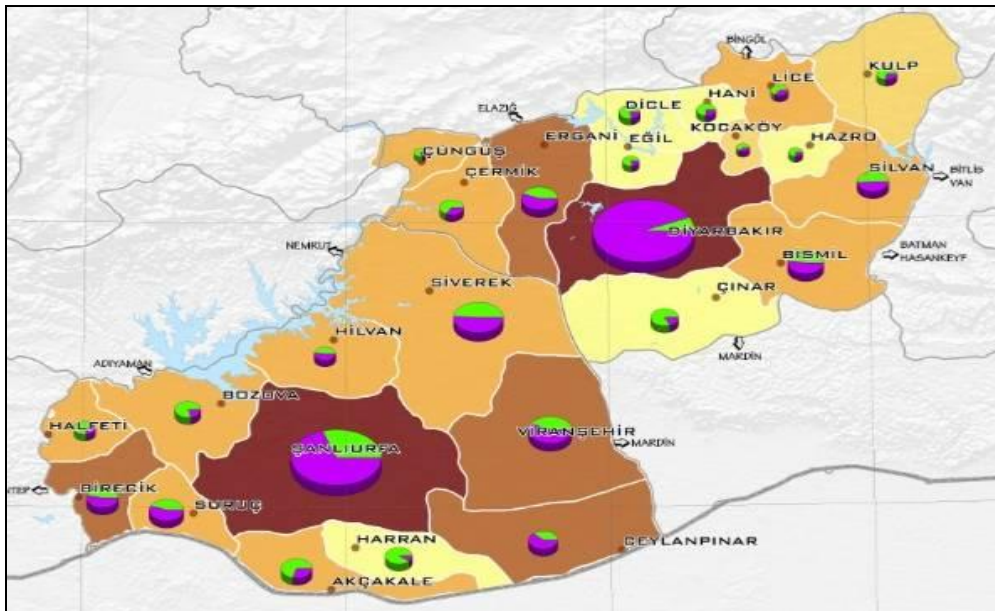 BİNGÖL
KULP
LİCE
HANİ
DİCLE
ELAZIĞ
ERGANİ
EĞİL
KOCAKÖY
HAZRO
ÇÜNGÜŞ
SİLVAN
BİTLİS
VAN
ÇERMİK
DİYARBAKIR
NEMRUT
BATMAN
HASANKEYF
BİSMİL
SİVEREK
ÇINAR
HİLVAN
MARDİN
ADIYAMAN
BOZOVA
HALFETİ
VİRANŞEHİR
MARDİN
ŞANLIURFA
NTEP
BİRECİK
SURUÇ
HARRAN
CEYLANPINAR
AKÇAKALE